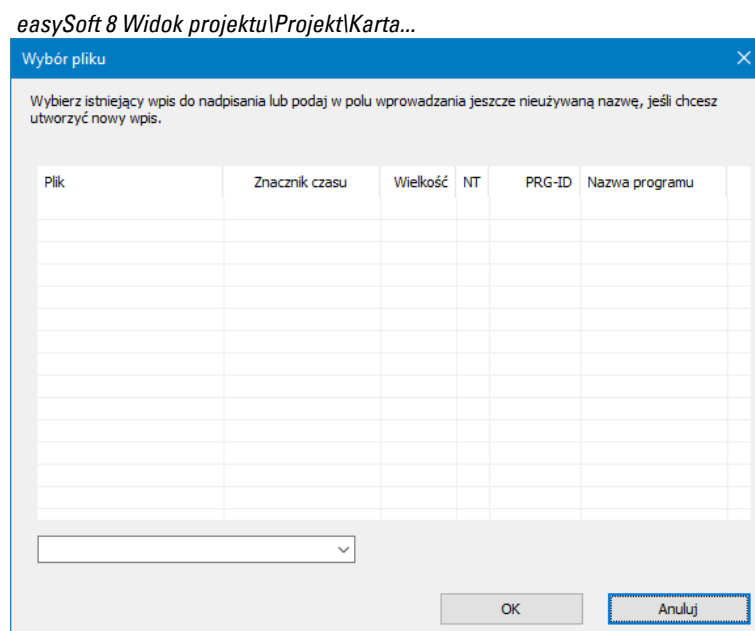 easySoft 8 Widok projektu\Projekt\Karta...
Wybór pliku
Wybierz istniejący wpis do nadpisania lub podaj w polu wprowadzania jeszcze nieużywaną nazwę, jeśli chcesz
utworzyć nowy wpis.
Plik Znacznik czasu Wielkość NT PRG-ID Nazwa programu
OK Anuluj